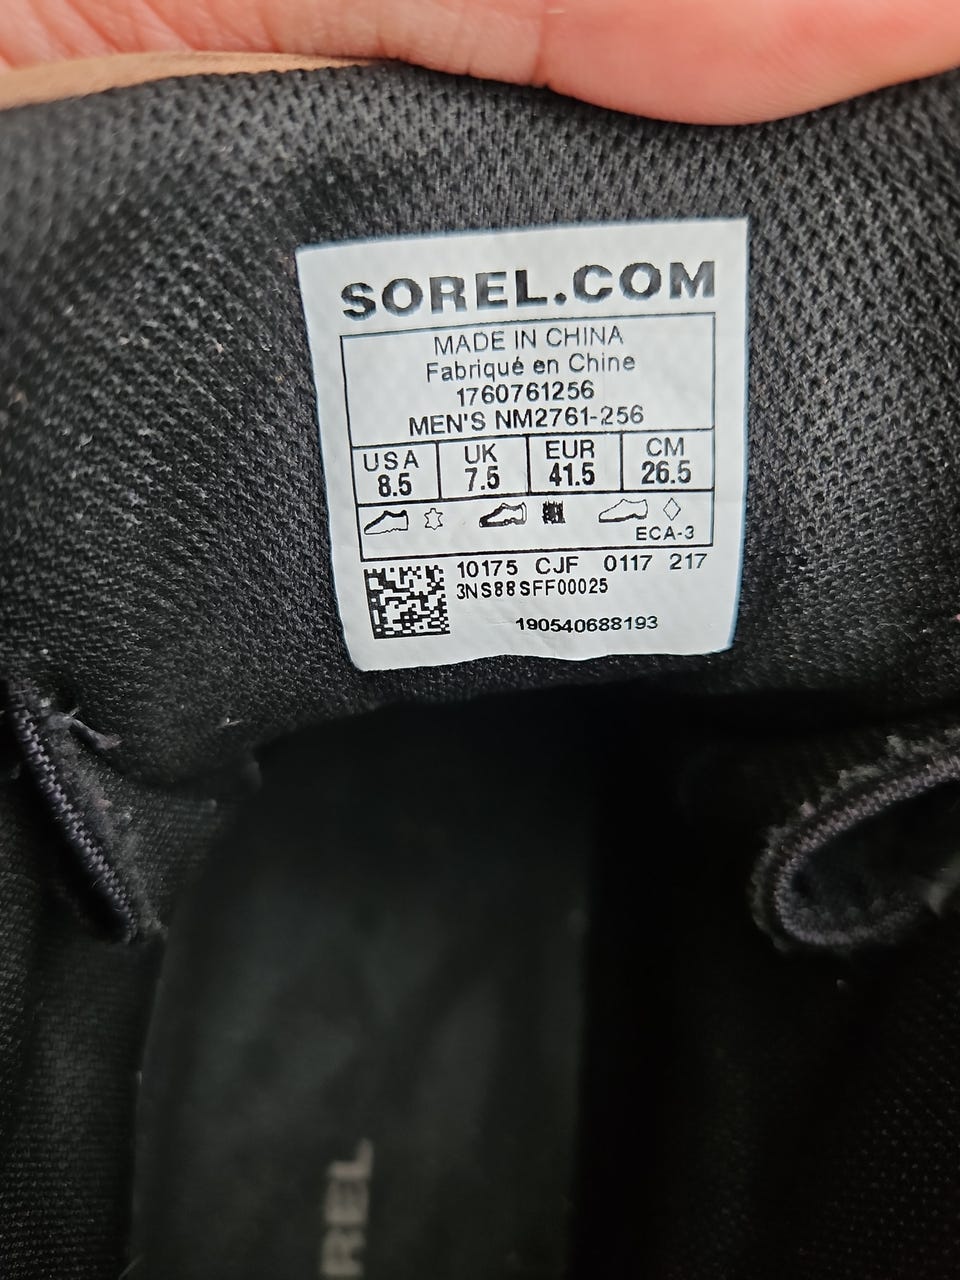 SOREL.COM
MADE IN CHINA
Fabriqué en Chine
1760761256
MEN'S NM2761-256
USA UK EUR CM
8.5 7.5 41.5 26.5
ECA-3
10175 CJF 0117 217
3NS88SFF00025
190540688193
REL